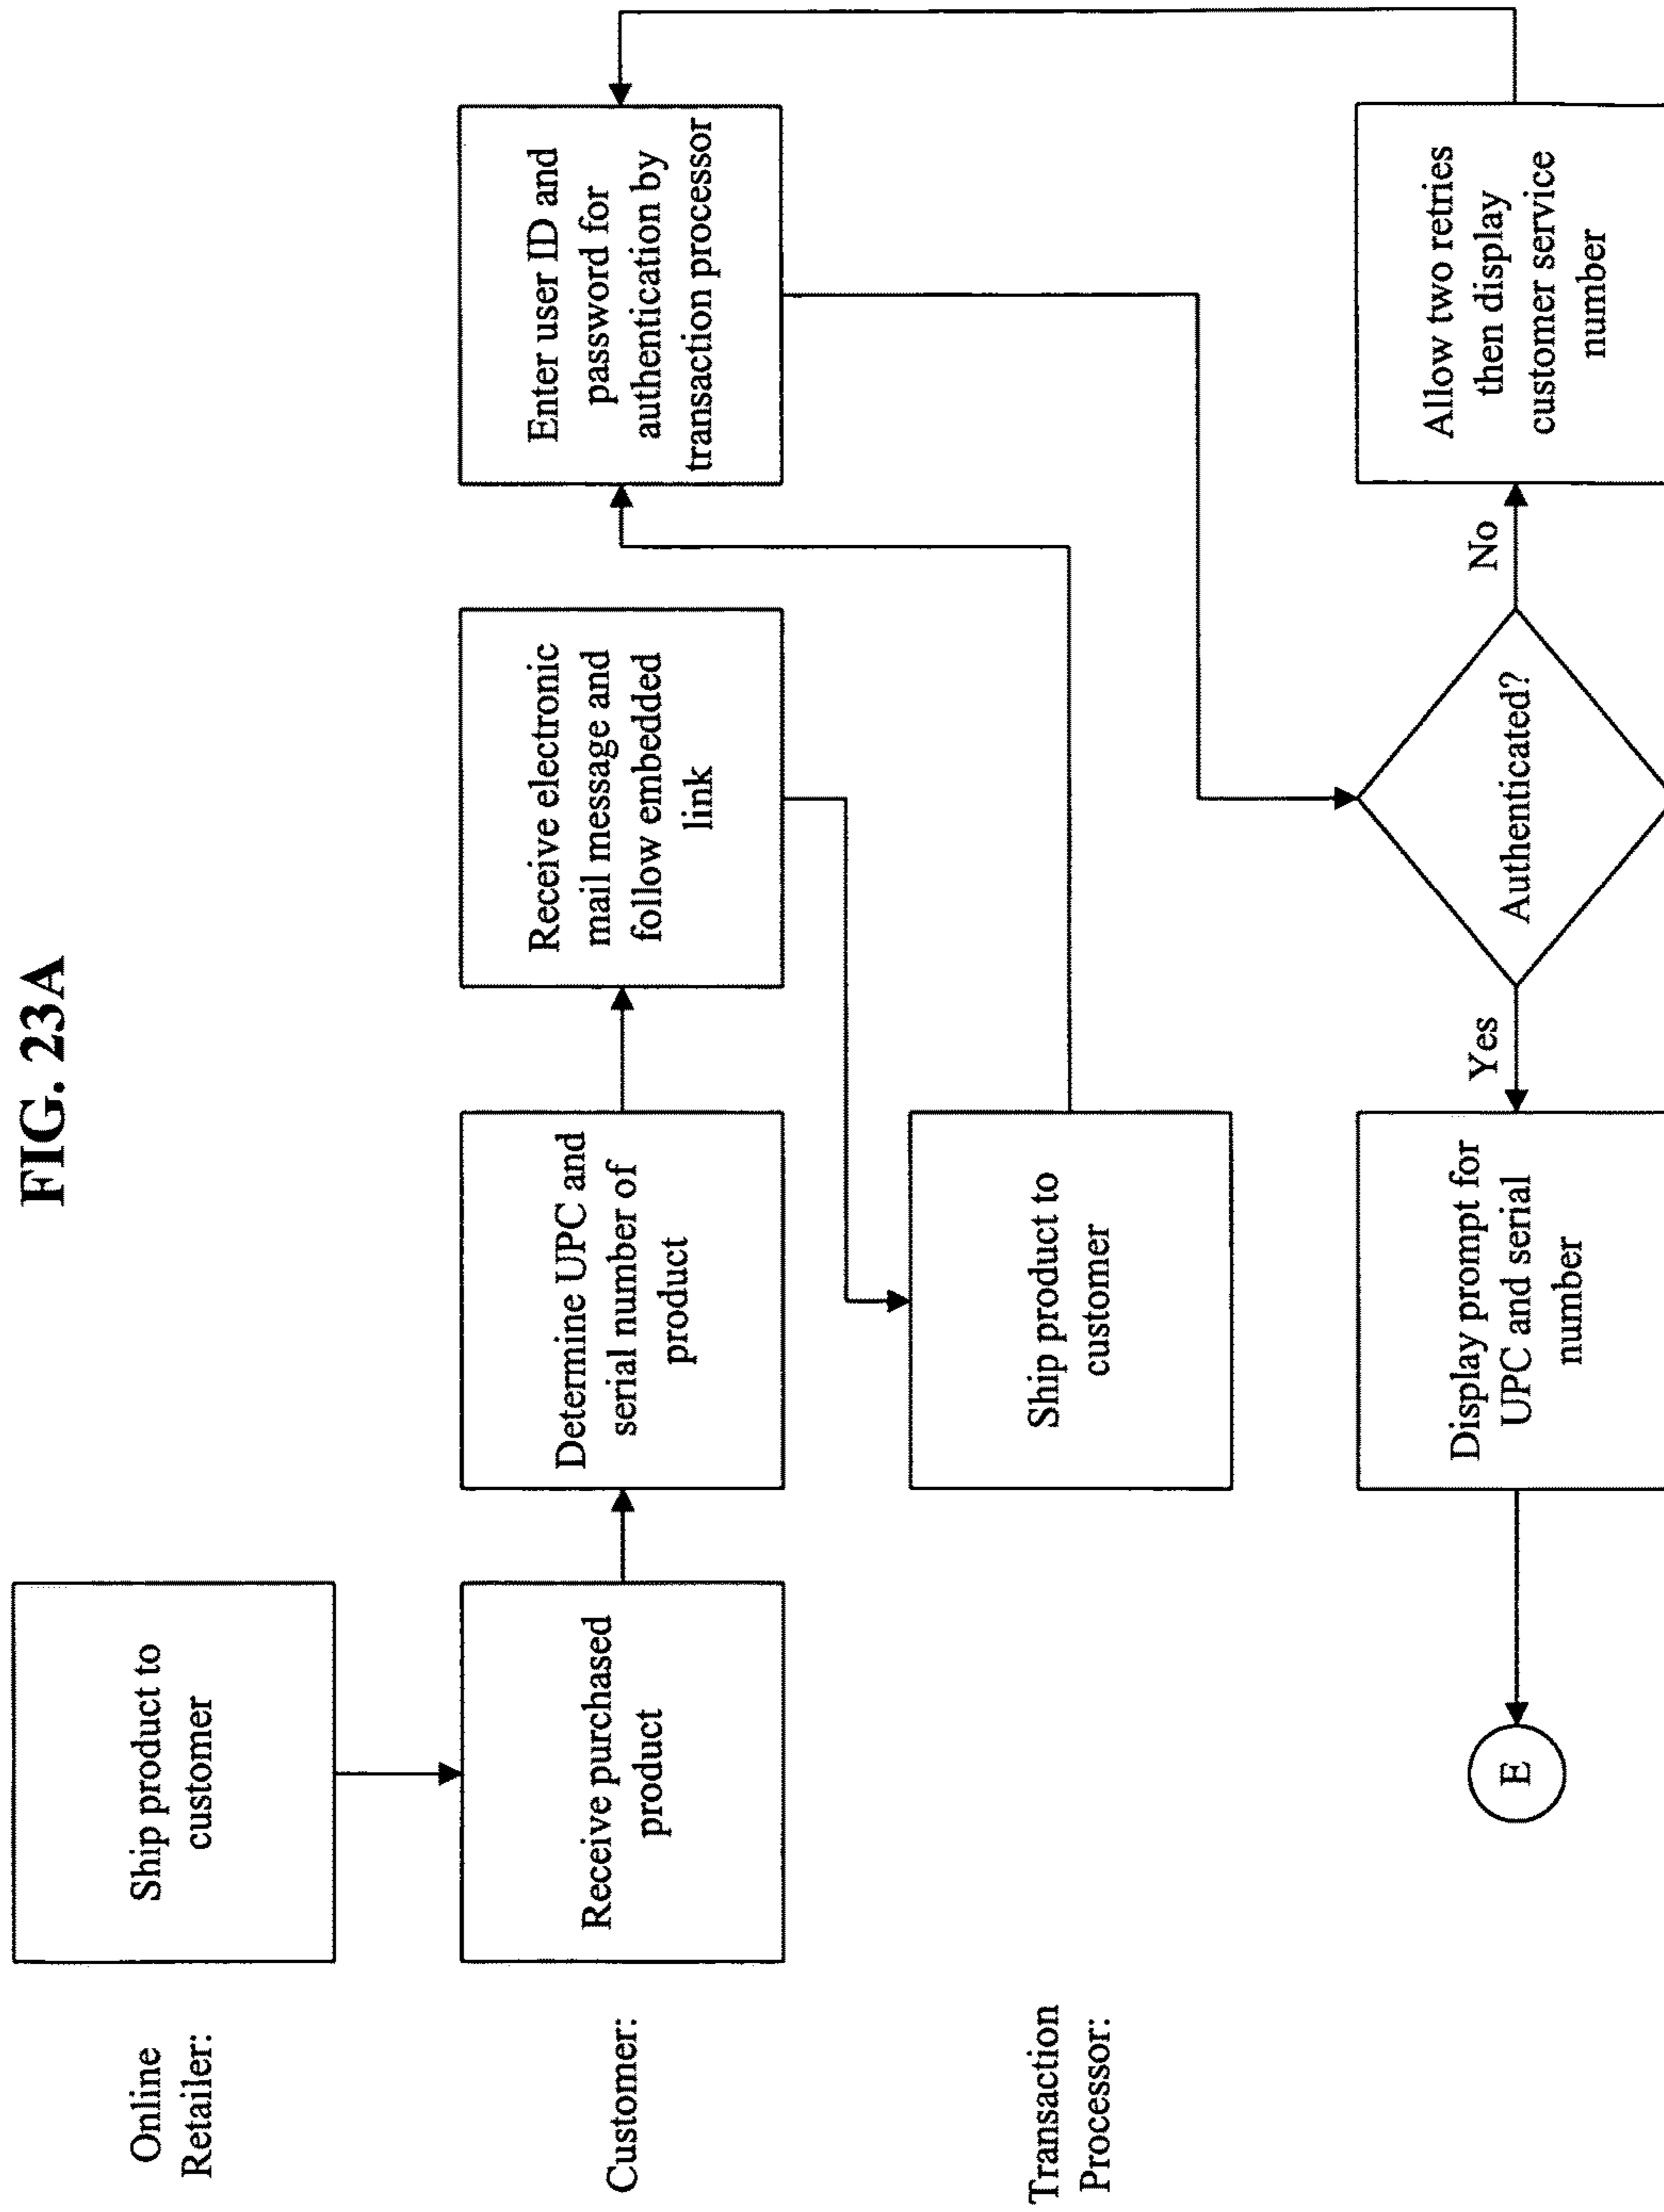 FIG. 23A
Online
Retailer:
Ship product to
customer
Customer:
Receive purchased
product
Determine UPC and
serial number of
product
Receive electronic
mail message and
follow embedded
link
Enter user ID and
password for
authentication by
transaction processor
Transaction
Processor:
Ship product to
customer
E
Display prompt for
UPC and serial
number
Yes
Authenticated?
No
Allow two retries
then display
customer service
number